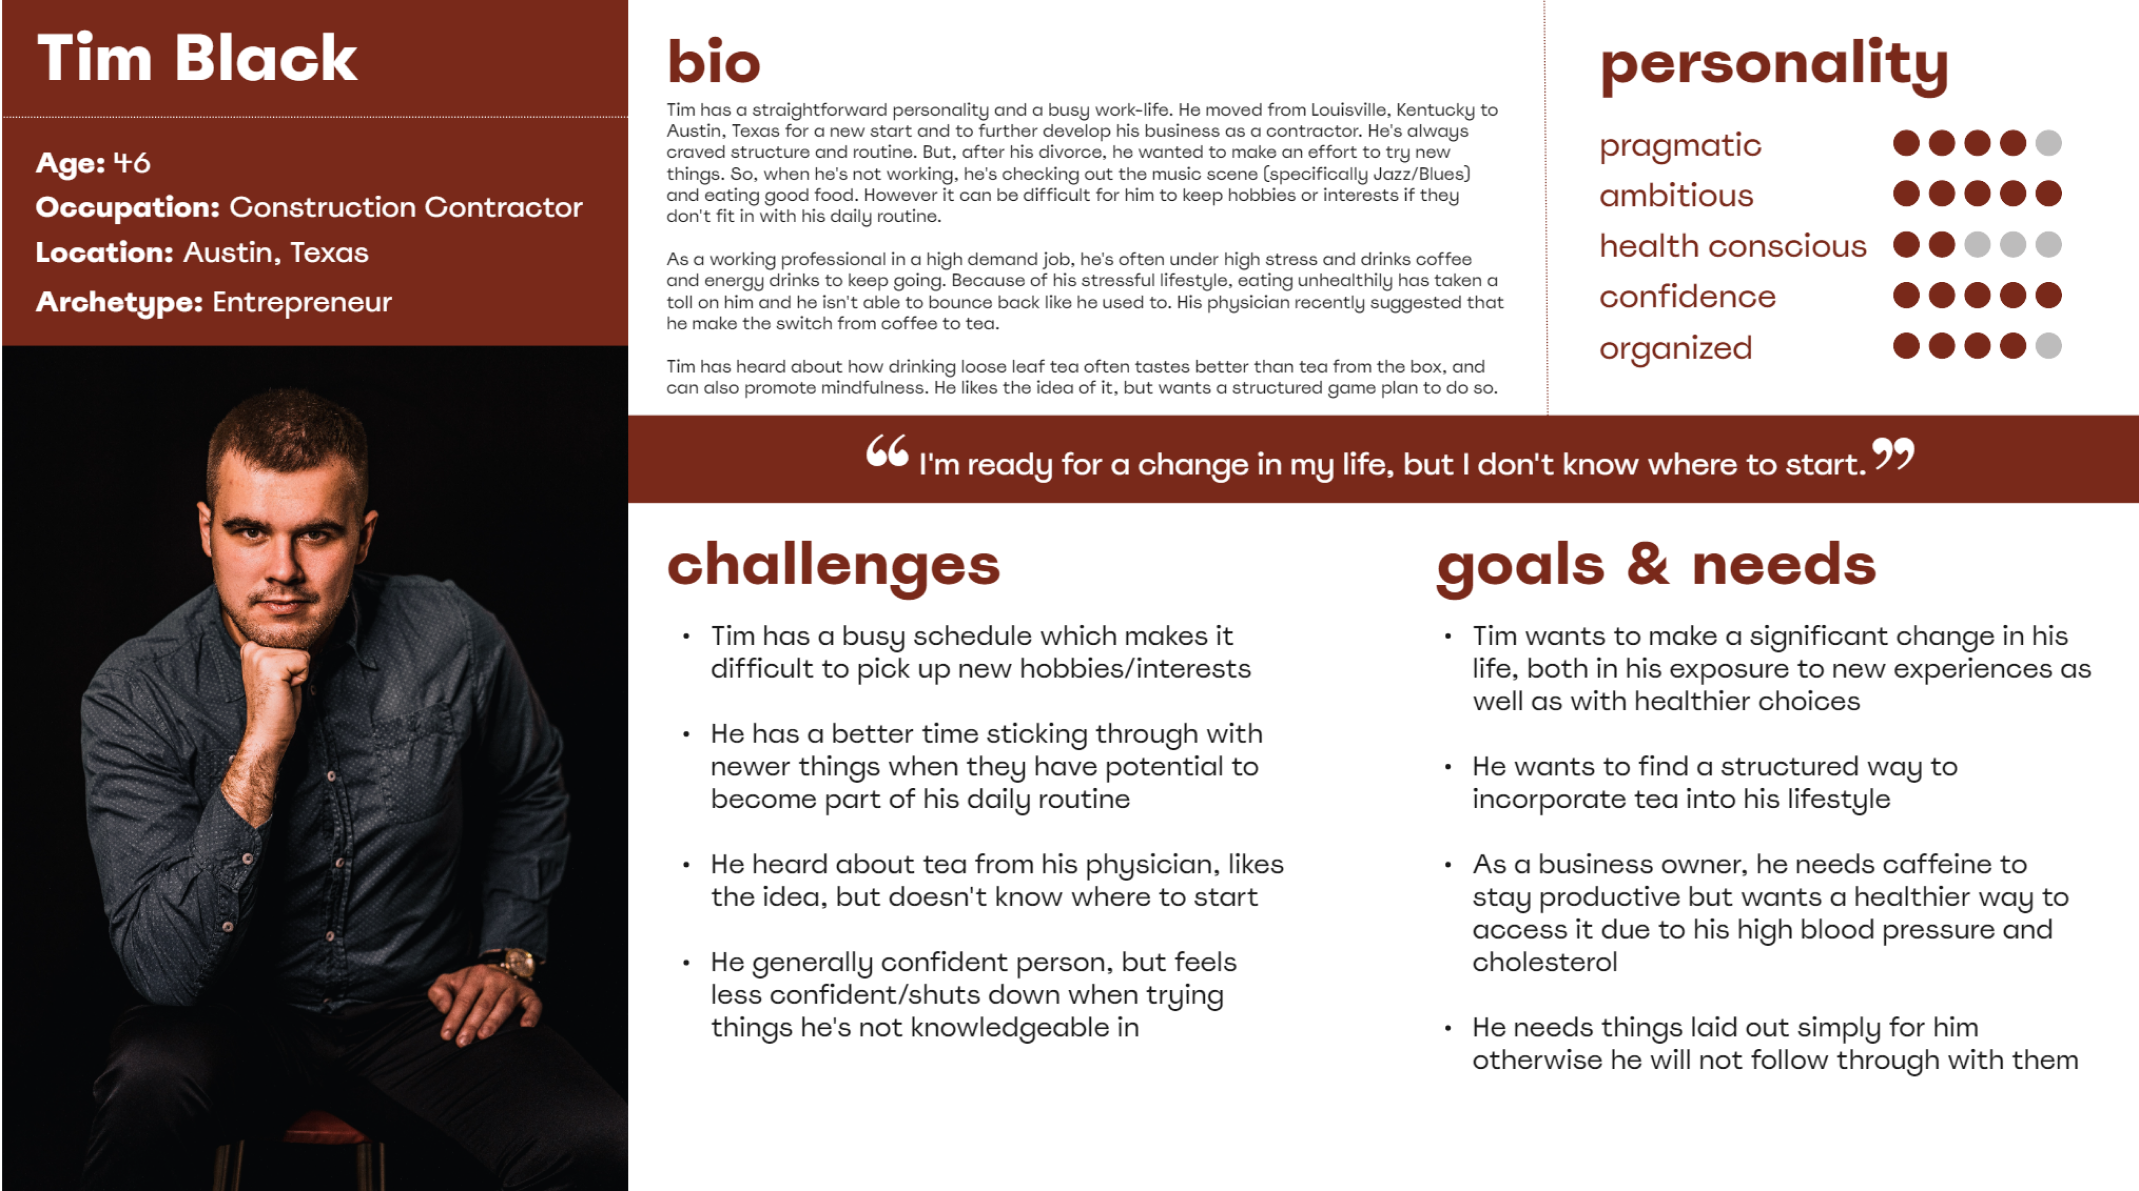 Tim Black
Age: 46
Occupation: Construction Contractor
Location: Austin, Texas
Archetype: Entrepreneur
bio
Tim has a straightforward personality and a busy work-life. He moved from Louisville, Kentucky to
Austin, Texas for a new start and to further develop his business as a contractor. He's always
craved structure and routine. But, after his divorce, he wanted to make an effort to try new
things. So, when he's not working, he's checking out the music scene (specifically Jazz/Blues)
and eating good food. However it can be difficult for him to keep hobbies or interests if they
don't fit in with his daily routine.
As a working professional in a high demand job, he's often under high stress and drinks coffee
and energy drinks to keep going. Because of his stressful lifestyle, eating unhealthily has taken a
toll on him and he isn't able to bounce back like he used to. His physician recently suggested that
he make the switch from coffee to tea.
Tim has heard about how drinking loose leaf tea often tastes better than tea from the box, and
can also promote mindfulness. He likes the idea of it, but wants a structured game plan to do so.
personality
pragmatic
ambitious
health conscious
confidence
organized
“I'm ready for a change in my life, but I don't know where to start.”
challenges
• Tim has a busy schedule which makes it
difficult to pick up new hobbies/interests
• He has a better time sticking through with
newer things when they have potential to
become part of his daily routine
• He heard about tea from his physician, likes
the idea, but doesn't know where to start
• He generally confident person, but feels
less confident/shuts down when trying
things he's not knowledgeable in
goals & needs
• Tim wants to make a significant change in his
life, both in his exposure to new experiences as
well as with healthier choices
• He wants to find a structured way to
incorporate tea into his lifestyle
• As a business owner, he needs caffeine to
stay productive but wants a healthier way to
access it due to his high blood pressure and
cholesterol
• He needs things laid out simply for him
otherwise he will not follow through with them